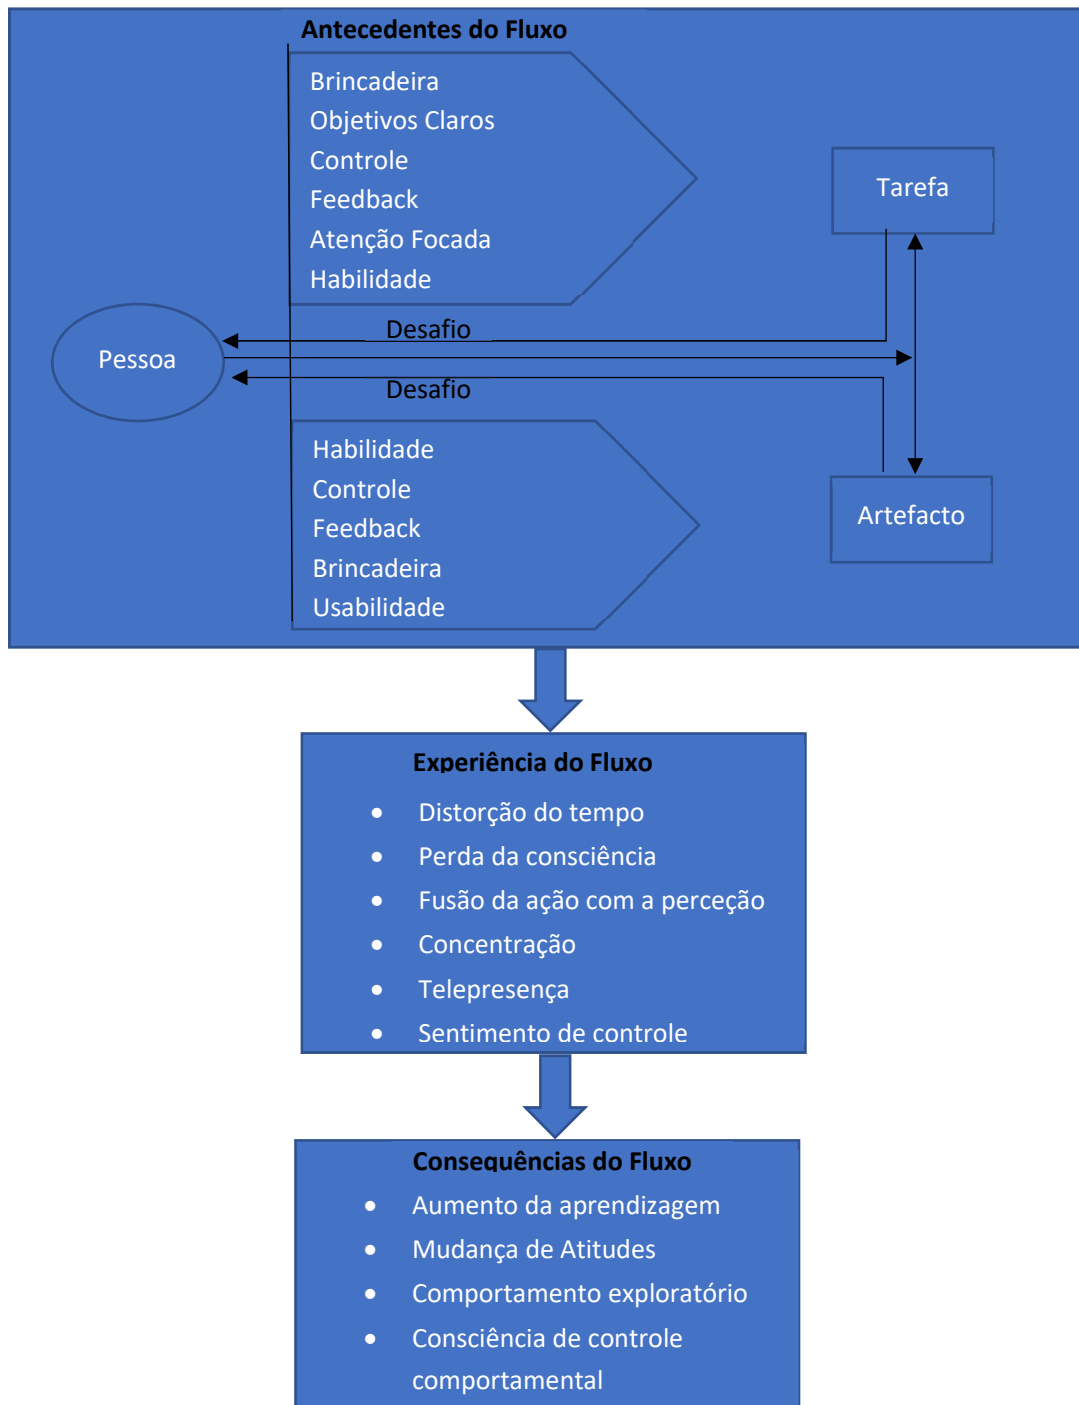 Antecedentes do Fluxo
Brincadeira
Objetivos Claros
Controle
Feedback
Atenção Focada
Habilidade
Tarefa
Desafio
Pessoa
Desafio
Habilidade
Controle
Feedback
Brincadeira
Usabilidade
Artefacto
Experiência do Fluxo
• Distorção do tempo
• Perda da consciência
• Fusão da ação com a perceção
• Concentração
• Telepresença
• Sentimento de controle
Consequências do Fluxo
• Aumento da aprendizagem
• Mudança de Atitudes
• Comportamento exploratório
• Consciência de controle
comportamental